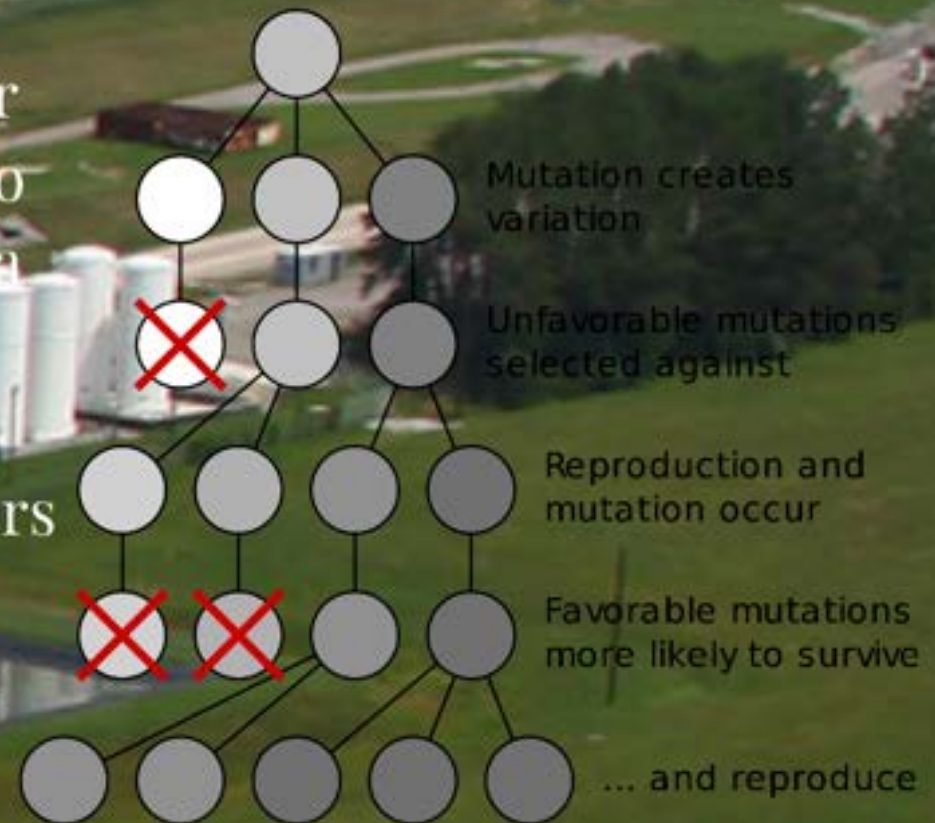 r
o
a
rs
Mutation creates
variation
Unfavorable mutations
selected against
Reproduction and
mutation occur
Favorable mutations
more likely to survive
... and reproduce